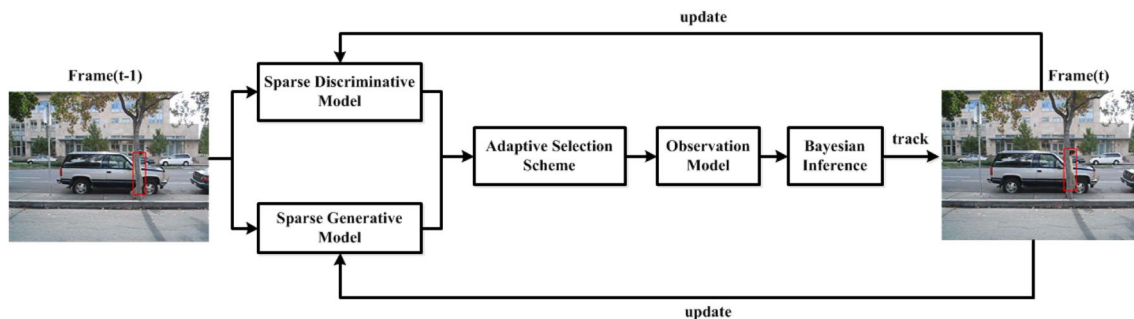 update
Frame(t-1)
Sparse Discriminative
Model
Frame(t)
Adaptive Selection
Scheme
Observation
Model
Bayesian
Inference
track
Sparse Generative
Model
update